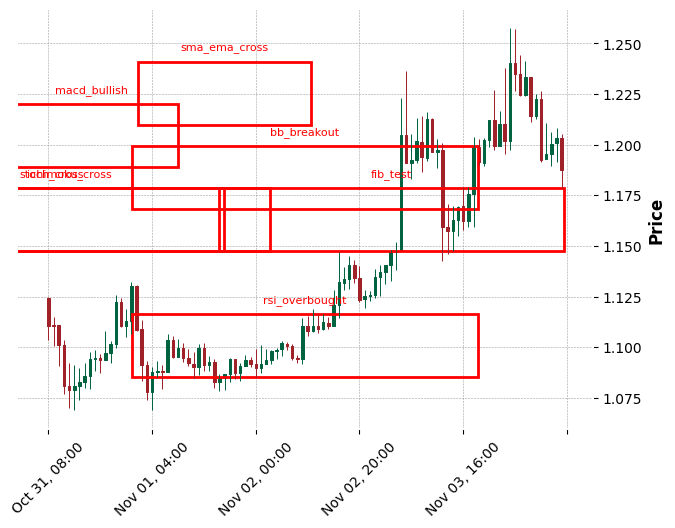 sma_ema_cross
macd_bullish
bb_breakout
fib_test
rsi_overbought
1.250
1.225
1.200
1.175
1.150
1.125
1.100
1.075
Price
Oct 31, 08:00
Nov 01, 04:00
Nov 02, 00:00
Nov 02, 20:00
Nov 03, 16:00